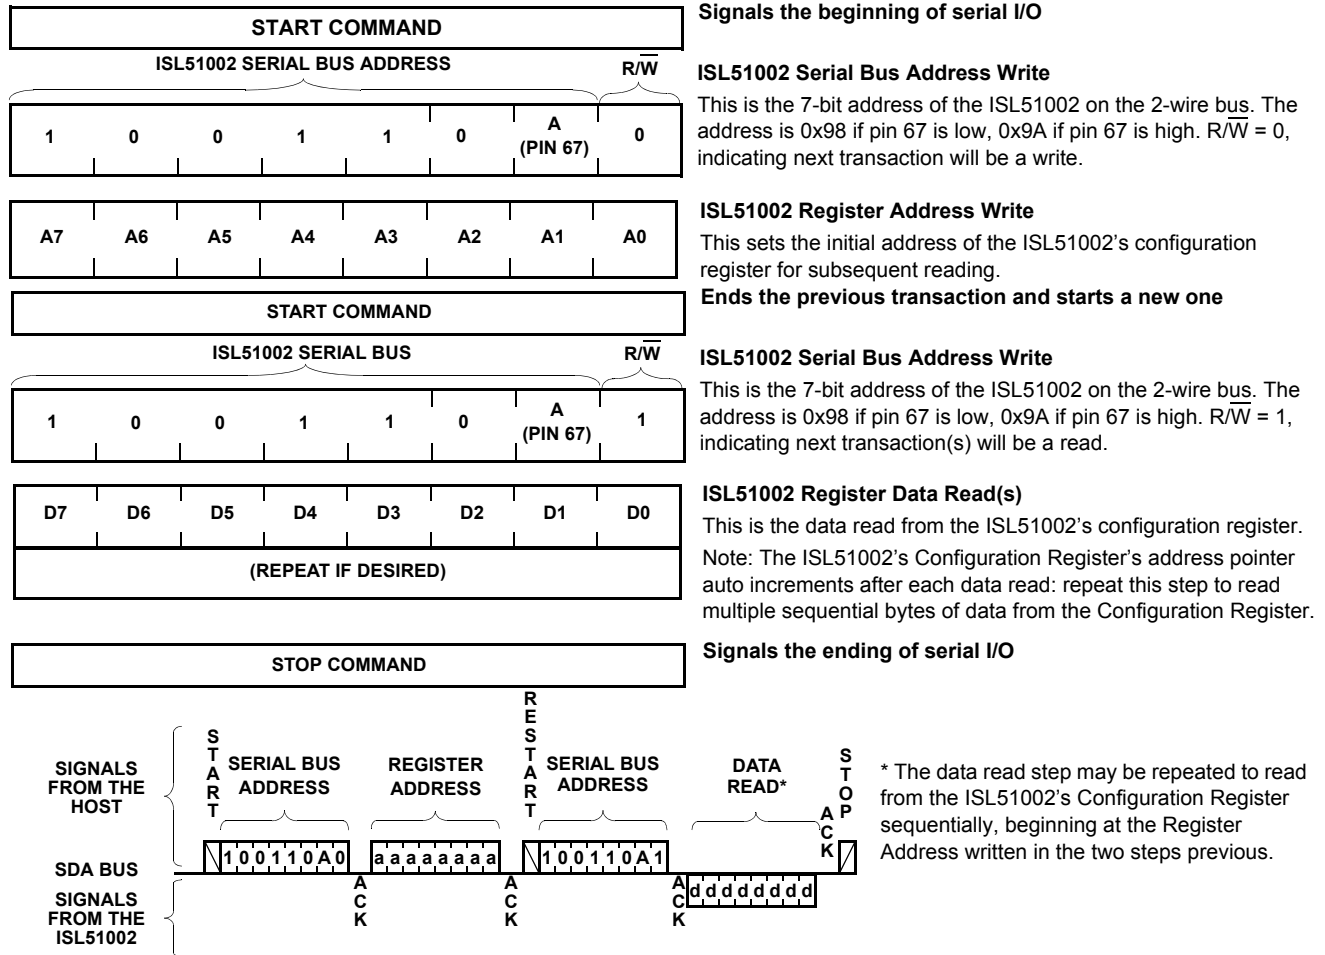 START COMMAND
Signals the beginning of serial I/O
ISL51002 SERIAL BUS ADDRESS
R/W̅
ISL51002 Serial Bus Address Write
This is the 7-bit address of the ISL51002 on the 2-wire bus. The
address is 0x98 if pin 67 is low, 0x9A if pin 67 is high. R/W̅ = 0,
indicating next transaction will be a write.
1 0 0 1 1 0 A (PIN 67) 0
ISL51002 Register Address Write
This sets the initial address of the ISL51002’s configuration
register for subsequent reading.
A7 A6 A5 A4 A3 A2 A1 A0
START COMMAND
Ends the previous transaction and starts a new one
ISL51002 SERIAL BUS
R/W̅
ISL51002 Serial Bus Address Write
This is the 7-bit address of the ISL51002 on the 2-wire bus. The
address is 0x98 if pin 67 is low, 0x9A if pin 67 is high. R/W̅ = 1,
indicating next transaction(s) will be a read.
1 0 0 1 1 0 A (PIN 67) 1
ISL51002 Register Data Read(s)
This is the data read from the ISL51002’s configuration register.
Note: The ISL51002’s Configuration Register’s address pointer
auto increments after each data read: repeat this step to read
multiple sequential bytes of data from the Configuration Register.
D7 D6 D5 D4 D3 D2 D1 D0
(REPEAT IF DESIRED)
STOP COMMAND
Signals the ending of serial I/O
SIGNALS
FROM THE
HOST
START
SERIAL BUS
ADDRESS
REGISTER
ADDRESS
RESTART
SERIAL BUS
ADDRESS
DATA
READ*
ACK
STOP
* The data read step may be repeated to read
from the ISL51002’s Configuration Register
sequentially, beginning at the Register
Address written in the two steps previous.
SDA BUS
1 0 0 1 1 0 A 0
a a a a a a a a
1 0 0 1 1 0 A 1
SIGNALS
FROM THE
ISL51002
ACK
ACK
ACK
d d d d d d d d